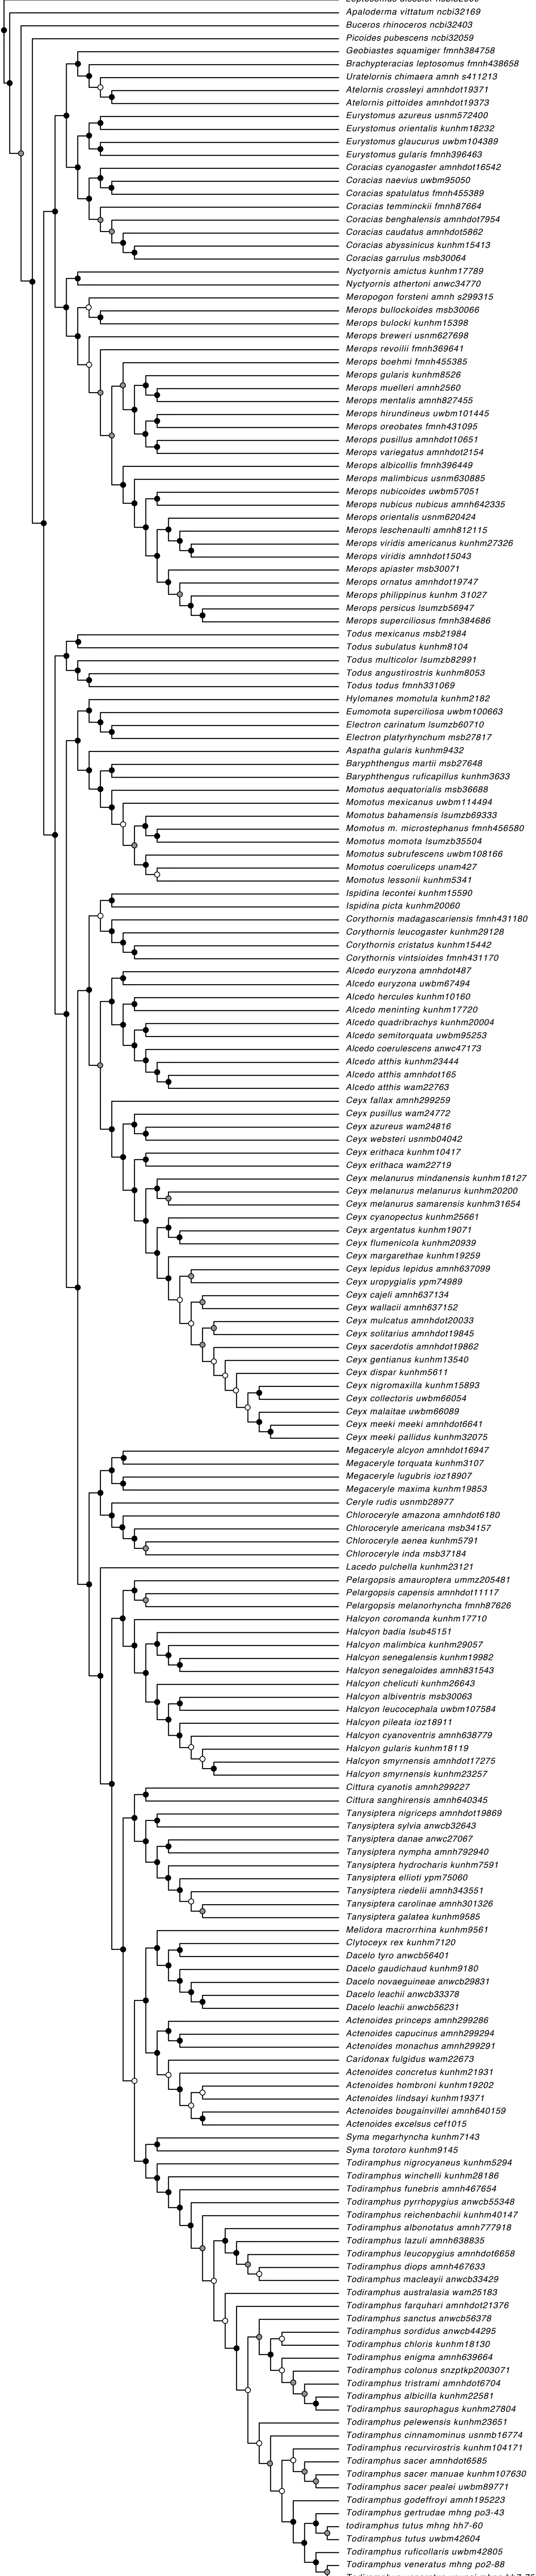 Apaloderma vittatum ncbi32169
Buceros rhinoceros ncbi32403
Picoides pubescens ncbi32059
Geobiastes squamiger fmnh384758
Brachypteracias leptosomus fmnh438658
Uratelornis chimaera amnh s411213
Atelornis crossleyi amnhdot19371
Atelornis pittoides amnhdot19373
Eurystomus azureus usnm572400
Eurystomus orientalis kunhm18232
Eurystomus glaucurus uwbm104389
Eurystomus gularis fmnh396463
Coracias cyanogaster amnhdot16542
Coracias naevius uwbm95050
Coracias spatulatus fmnh455389
Coracias temminckii fmnh87664
Coracias benghalensis amnhdot7954
Coracias caudatus amnhdot5862
Coracias abyssinicus kunhm15413
Coracias garrulus msb30064
Nyctyornis amictus kunhm17789
Nyctyornis athertoni anwc34770
Meropogon forsteni amnh s299315
Merops bullockoides msb30066
Merops bulocki kunhm15398
Merops breweri usnm627698
Merops revoilii fmnh369641
Merops boehmi fmnh455385
Merops gularis kunhm8526
Merops muelleri amnh2560
Merops mentalis amnh827455
Merops hirundineus uwbm101445
Merops oreobates fmnh431095
Merops pusillus amnhdot10651
Merops variegatus amnhdot2154
Merops albicollis fmnh396449
Merops malimbicus usnm630885
Merops nubicoides uwbm57051
Merops nubicus nubicus amnh642335
Merops orientalis usnm620424
Merops leschenaulti amnh812115
Merops viridis americanus kunhm27326
Merops viridis amnhdot15043
Merops apiaster msb30071
Merops ornatus amnhdot19747
Merops philippinus kunhm 31027
Merops persicus lsumzb56947
Merops superciliosus fmnh384686
Todus mexicanus msb21984
Todus subulatus kunhm8104
Todus multicolor lsumzb82991
Todus angustirostris kunhm8053
Todus todus fmnh331069
Hylomanes momotula kunhm2182
Eumomota superciliosa uwbm100663
Electron carinatum lsumzb60710
Electron platyrhynchum msb27817
Aspatha gularis kunhm9432
Baryphthengus martii msb27648
Baryphthengus ruficapillus kunhm3633
Momotus aequatorialis msb36688
Momotus mexicanus uwbm114494
Momotus bahamensis lsumzb69333
Momotus m. microstephanus fmnh456580
Momotus momota lsumzb35504
Momotus subrufescens uwbm108166
Momotus coeruliceps unam427
Momotus lessonii kunhm5341
Ispidina lecontei kunhm15590
Ispidina picta kunhm20060
Corythornis madagascariensis fmnh431180
Corythornis leucogaster kunhm29128
Corythornis cristatus kunhm15442
Corythornis vintsioides fmnh431170
Alcedo euryzona amnhdot487
Alcedo euryzona uwbm67494
Alcedo hercules kunhm10160
Alcedo meninting kunhm17720
Alcedo quadribrachys kunhm20004
Alcedo semitorquata uwbm95253
Alcedo coerulescens anwc47173
Alcedo atthis kunhm23444
Alcedo atthis amnhdot165
Alcedo atthis wam22763
Ceyx fallax amnh299259
Ceyx pusillus wam24772
Ceyx azureus wam24816
Ceyx websteri usnmb04042
Ceyx erithaca kunhm10417
Ceyx erithaca wam22719
Ceyx melanurus mindanensis kunhm18127
Ceyx melanurus melanurus kunhm20200
Ceyx melanurus samarensis kunhm31654
Ceyx cyanopectus kunhm25661
Ceyx argentatus kunhm19071
Ceyx flumenicola kunhm20939
Ceyx margarethae kunhm19259
Ceyx lepidus lepidus amnh637099
Ceyx uropygialis ypm74989
Ceyx cajeli amnh637134
Ceyx wallacii amnh637152
Ceyx mulcatus amnhdot20033
Ceyx solitarius amnhdot19845
Ceyx sacerdotis amnhdot19862
Ceyx gentianus kunhm13540
Ceyx dispar kunhm5611
Ceyx nigromaxilla kunhm15893
Ceyx collectoris uwbm66054
Ceyx malaitae uwbm66089
Ceyx meeki meeki amnhdot6641
Ceyx meeki pallidus kunhm32075
Megaceryle alcyon amnhdot16947
Megaceryle torquata kunhm3107
Megaceryle lugubris ioz18907
Megaceryle maxima kunhm19853
Ceryle rudis usnmb28977
Chloroceryle amazona amnhdot6180
Chloroceryle americana msb34157
Chloroceryle aenea kunhm5791
Chloroceryle inda msb37184
Lacedo pulchella kunhm23121
Pelargopsis amauroptera ummz205481
Pelargopsis capensis amnhdot11117
Pelargopsis melanorhyncha fmnh87626
Halcyon coromanda kunhm17710
Halcyon badia lsub45151
Halcyon malimbica kunhm29057
Halcyon senegalensis kunhm19982
Halcyon senegaloides amnh831543
Halcyon chelicuti kunhm26643
Halcyon albiventris msb30063
Halcyon leucocephala uwbm107584
Halcyon pileata ioz18911
Halcyon cyanoventris amnh638779
Halcyon gularis kunhm18119
Halcyon smyrnensis amnhdot17275
Halcyon smyrnensis kunhm23257
Cittura cyanotis amnh299227
Cittura sanghirensis amnh640345
Tanysiptera nigriceps amnhdot19869
Tanysiptera sylvia anwcb32643
Tanysiptera danae anwc27067
Tanysiptera nympha amnh792940
Tanysiptera hydrocharis kunhm7591
Tanysiptera ellioti ypm75060
Tanysiptera riedelii amnh343551
Tanysiptera carolinae amnh301326
Tanysiptera galatea kunhm9585
Melidora macrorrhina kunhm9561
Clytoceyx rex kunhm7120
Dacelo tyro anwcb56401
Dacelo gaudichaud kunhm9180
Dacelo novaeguineae anwcb29831
Dacelo leachii anwcb33378
Dacelo leachii anwcb56231
Actenoides princeps amnh299286
Actenoides capucinus amnh299294
Actenoides monachus amnh299291
Caridonax fulgidus wam22673
Actenoides concretus kunhm21931
Actenoides hombroni kunhm19202
Actenoides lindsayi kunhm19371
Actenoides bougainvillei amnh640159
Actenoides excelsus cef1015
Syma megarhyncha kunhm7143
Syma torotoro kunhm9145
Todiramphus nigrocyaneus kunhm5294
Todiramphus winchelli kunhm28186
Todiramphus funebris amnh467654
Todiramphus pyrrhopygius anwcb55348
Todiramphus reichenbachii kunhm40147
Todiramphus albonotatus amnh777918
Todiramphus lazuli amnh638835
Todiramphus leucopygius amnhdot6658
Todiramphus diops amnh467633
Todiramphus macleayii anwcb33429
Todiramphus australasia wam25183
Todiramphus farquhari amnhdot21376
Todiramphus sanctus anwcb56378
Todiramphus sordidus anwcb44295
Todiramphus chloris kunhm18130
Todiramphus enigma amnh639664
Todiramphus colonus snzptkp2003071
Todiramphus tristrami amnhdot6704
Todiramphus albicilla kunhm22581
Todiramphus saurophagus kunhm27804
Todiramphus pelewensis kunhm23651
Todiramphus cinnamominus usnmb16774
Todiramphus recurvirostris kunhm104171
Todiramphus sacer amnhdot6585
Todiramphus sacer manuae kunhm107630
Todiramphus sacer pealei uwbm89771
Todiramphus godeffroyi amnh195223
Todiramphus gertrudae mhng po3-43
todiramphus tutus mhng hh7-60
Todiramphus tutus uwbm42604
Todiramphus ruficollaris uwbm42805
Todiramphus veneratus mhng po2-88